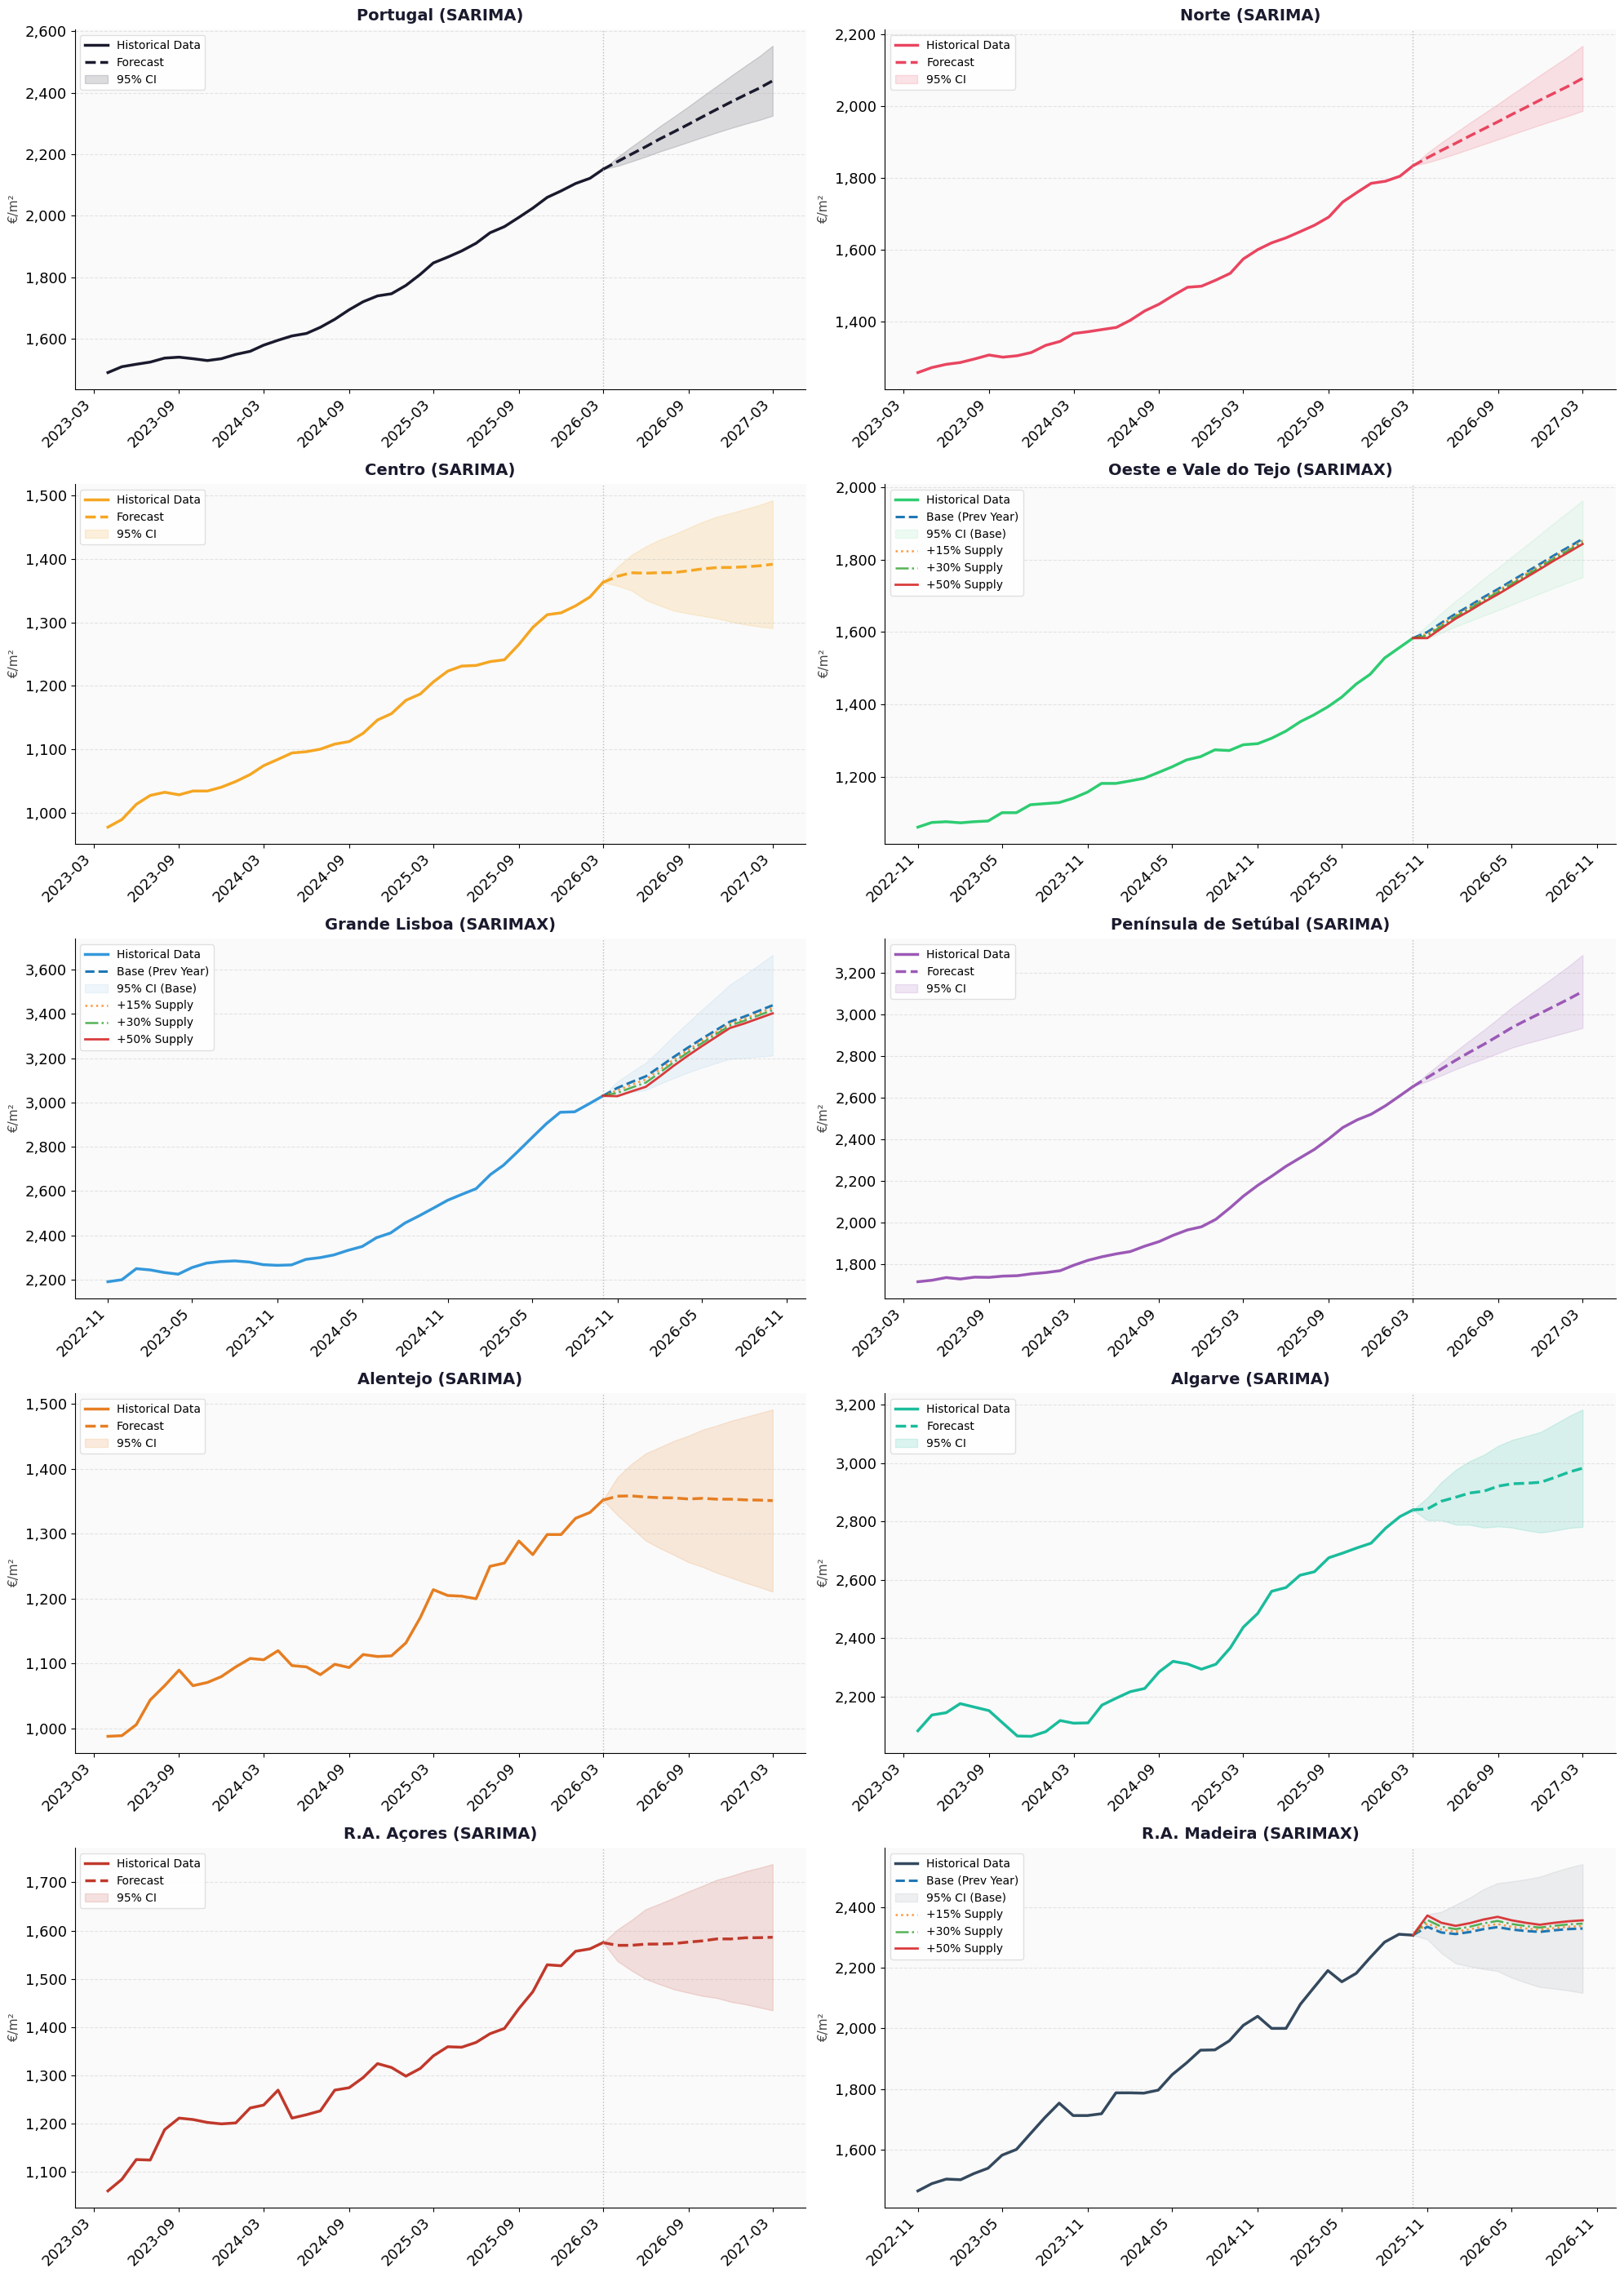 Portugal (SARIMA)
€/m²
2,600
2,400
2,200
2,000
1,800
1,600
Historical Data
Forecast
95% CI
2023-03
2023-09
2024-03
2024-09
2025-03
2025-09
2026-03
2026-09
2027-03
Norte (SARIMA)
€/m²
2,200
2,000
1,800
1,600
1,400
Historical Data
Forecast
95% CI
2023-03
2023-09
2024-03
2024-09
2025-03
2025-09
2026-03
2026-09
2027-03
Centro (SARIMA)
€/m²
1,500
1,400
1,300
1,200
1,100
1,000
Historical Data
Forecast
95% CI
2023-03
2023-09
2024-03
2024-09
2025-03
2025-09
2026-03
2026-09
2027-03
Oeste e Vale do Tejo (SARIMAX)
€/m²
2,000
1,800
1,600
1,400
1,200
Historical Data
Base (Prev Year)
95% CI (Base)
+15% Supply
+30% Supply
+50% Supply
2022-11
2023-05
2023-11
2024-05
2024-11
2025-05
2025-11
2026-05
2026-11
Grande Lisboa (SARIMAX)
€/m²
3,600
3,400
3,200
3,000
2,800
2,600
2,400
2,200
Historical Data
Base (Prev Year)
95% CI (Base)
+15% Supply
+30% Supply
+50% Supply
2022-11
2023-05
2023-11
2024-05
2024-11
2025-05
2025-11
2026-05
2026-11
Península de Setúbal (SARIMA)
€/m²
3,200
3,000
2,800
2,600
2,400
2,200
2,000
1,800
Historical Data
Forecast
95% CI
2023-03
2023-09
2024-03
2024-09
2025-03
2025-09
2026-03
2026-09
2027-03
Alentejo (SARIMA)
€/m²
1,500
1,400
1,300
1,200
1,100
1,000
Historical Data
Forecast
95% CI
2023-03
2023-09
2024-03
2024-09
2025-03
2025-09
2026-03
2026-09
2027-03
Algarve (SARIMA)
€/m²
3,200
3,000
2,800
2,600
2,400
2,200
Historical Data
Forecast
95% CI
2023-03
2023-09
2024-03
2024-09
2025-03
2025-09
2026-03
2026-09
2027-03
R.A. Açores (SARIMA)
€/m²
1,700
1,600
1,500
1,400
1,300
1,200
1,100
Historical Data
Forecast
95% CI
2023-03
2023-09
2024-03
2024-09
2025-03
2025-09
2026-03
2026-09
2027-03
R.A. Madeira (SARIMAX)
€/m²
2,400
2,200
2,000
1,800
1,600
Historical Data
Base (Prev Year)
95% CI (Base)
+15% Supply
+30% Supply
+50% Supply
2022-11
2023-05
2023-11
2024-05
2024-11
2025-05
2025-11
2026-05
2026-11